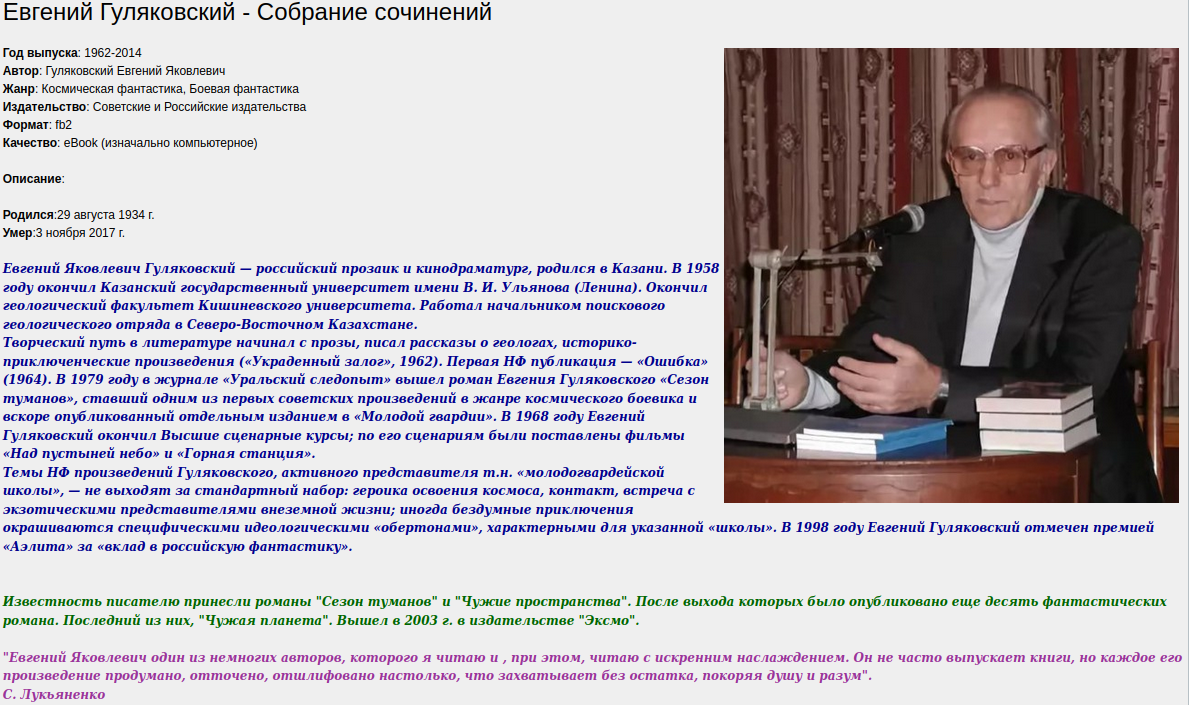 Евгений Гуляковский - Собрание сочинений
Год выпуска: 1962-2014
Автор: Гуляковский Евгений Яковлевич
Жанр: Космическая фантастика, Боевая фантастика
Издательство: Советские и Российские издательства
Формат: fb2
Качество: eBook (изначально компьютерное)
Описание:
Родился:29 августа 1934 г.
Умер:3 ноября 2017 г.
Евгений Яковлевич Гуляковский — российский прозаик и кинодраматург, родился в Казани. В 1958
году окончил Казанский государственный университет имени В. И. Ульянова (Ленина). Окончил
геологический факультет Кишиневского университета. Работал начальником поискового
геологического отряда в Северо-Восточном Казахстане.
Творческий путь в литературе начинал с прозы, писал рассказы о геологах, историко-
приключенческие произведения («Украденный залог», 1962). Первая НФ публикация — «Ошибка»
(1964). В 1979 году в журнале «Уральский следопыт» вышел роман Евгения Гуляковского «Сезон
туманов», ставший одним из первых советских произведений в жанре космического боевика и
вскоре опубликованный отдельным изданием в «Молодой гвардии». В 1968 году Евгений
Гуляковский окончил Высшие сценарные курсы; по его сценариям были поставлены фильмы
«Над пустыней небо» и «Горная станция».
Темы НФ произведений Гуляковского, активного представителя т.н. «молодогвардейской
школы», — не выходят за стандартный набор: героика освоения космоса, контакт, встреча с
экзотическими представителями внеземной жизни; иногда бездумные приключения
окрашиваются специфическими идеологическими «обертонами», характерными для указанной «школы». В 1998 году Евгений Гуляковский отмечен премией
«Аэлита» за «вклад в российскую фантастику».
Известность писателю принесли романы "Сезон туманов" и "Чужие пространства". После выхода которых было опубликовано еще десять фантастических
романа. Последний из них, "Чужая планета". Вышел в 2003 г. в издательстве "Эксмо".
"Евгений Яковлевич один из немногих авторов, которого я читаю и , при этом, читаю с искренним наслаждением. Он не часто выпускает книги, но каждое его
произведение продумано, отточено, отшлифовано настолько, что захватывает без остатка, покоряя душу и разум".
С. Лукьяненко